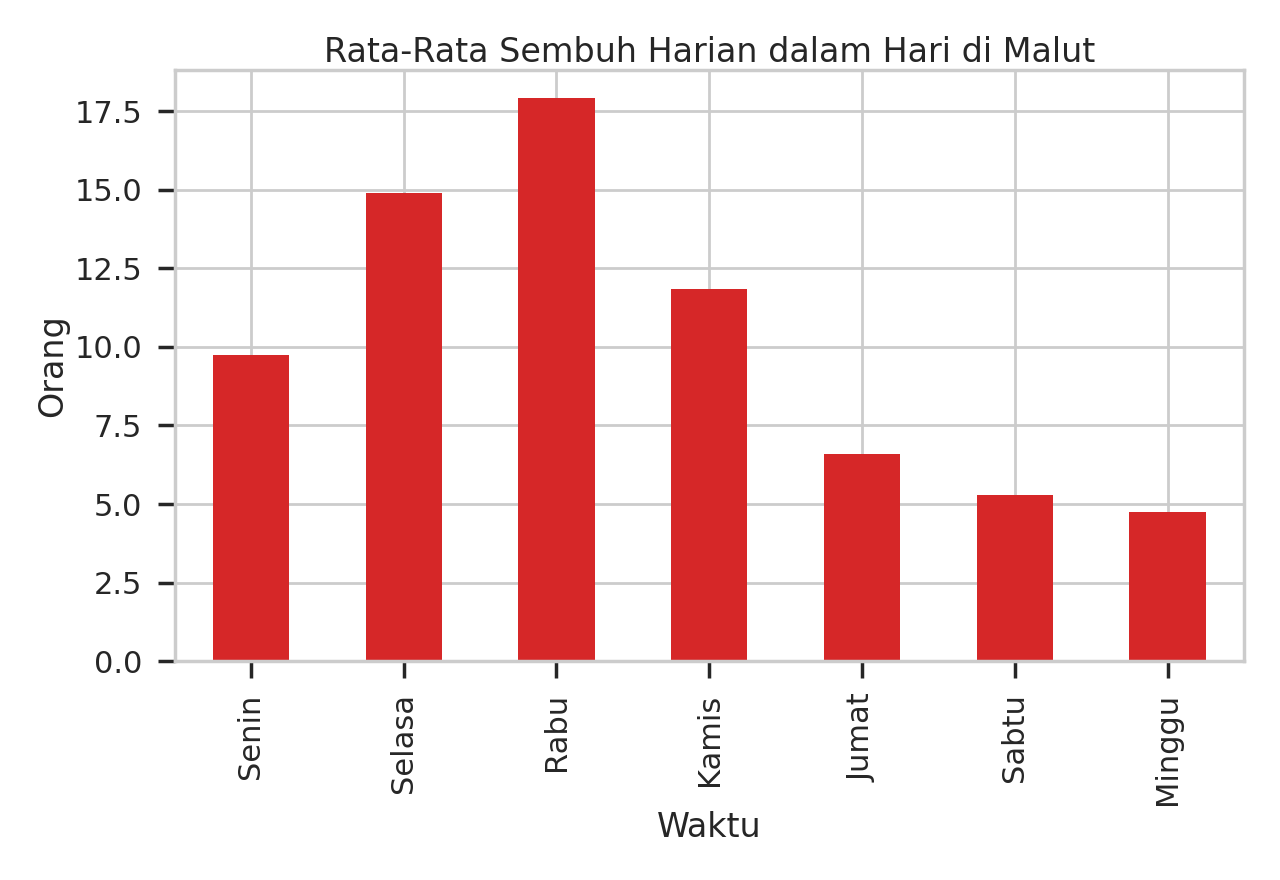 Rata-Rata Sembuh Harian dalam Hari di Malut
Orang
17.5
15.0
12.5
10.0
7.5
5.0
2.5
0.0
Senin
Selasa
Rabu
Kamis
Jumat
Sabtu
Minggu
Waktu